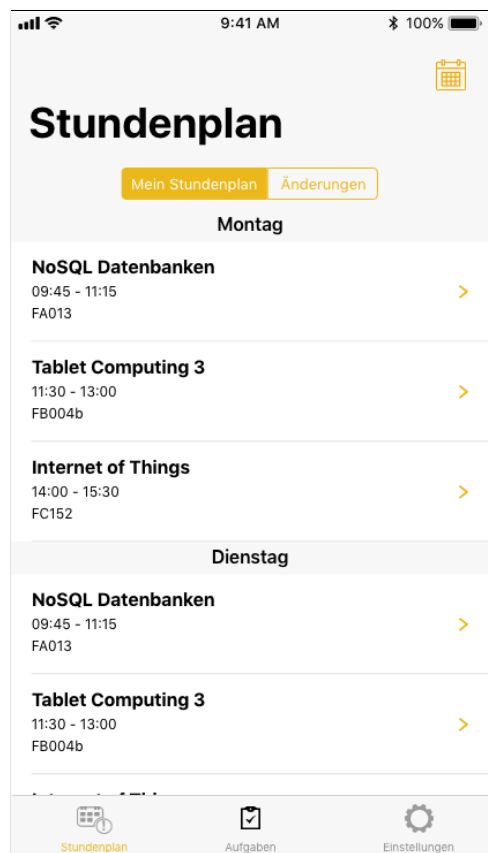 9:41 AM
100%
Stundenplan
Mein Stundenplan
Änderungen
Montag
NoSQL Datenbanken
09:45 - 11:15
FA013
Tablet Computing 3
11:30 - 13:00
FB004b
Internet of Things
14:00 - 15:30
FC152
Dienstag
NoSQL Datenbanken
09:45 - 11:15
FA013
Tablet Computing 3
11:30 - 13:00
FB004b
Stundenplan
Aufgaben
Einstellungen